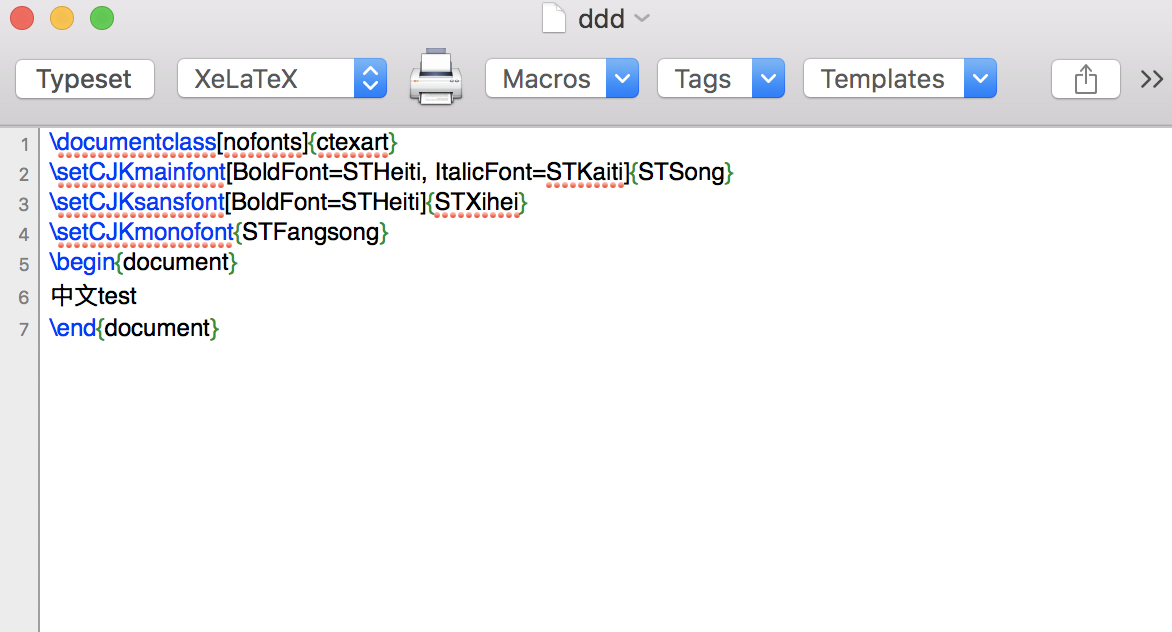 ddd
Typeset XeLaTeX Macros Tags Templates
1 \documentclass[nofonts]{ctexart}
2 \setCJKmainfont[BoldFont=STHeiti, ItalicFont=STKaiti]{STSong}
3 \setCJKsansfont[BoldFont=STHeiti]{STXihei}
4 \setCJKmonofont{STFangsong}
5 \begin{document}
6 中文test
7 \end{document}